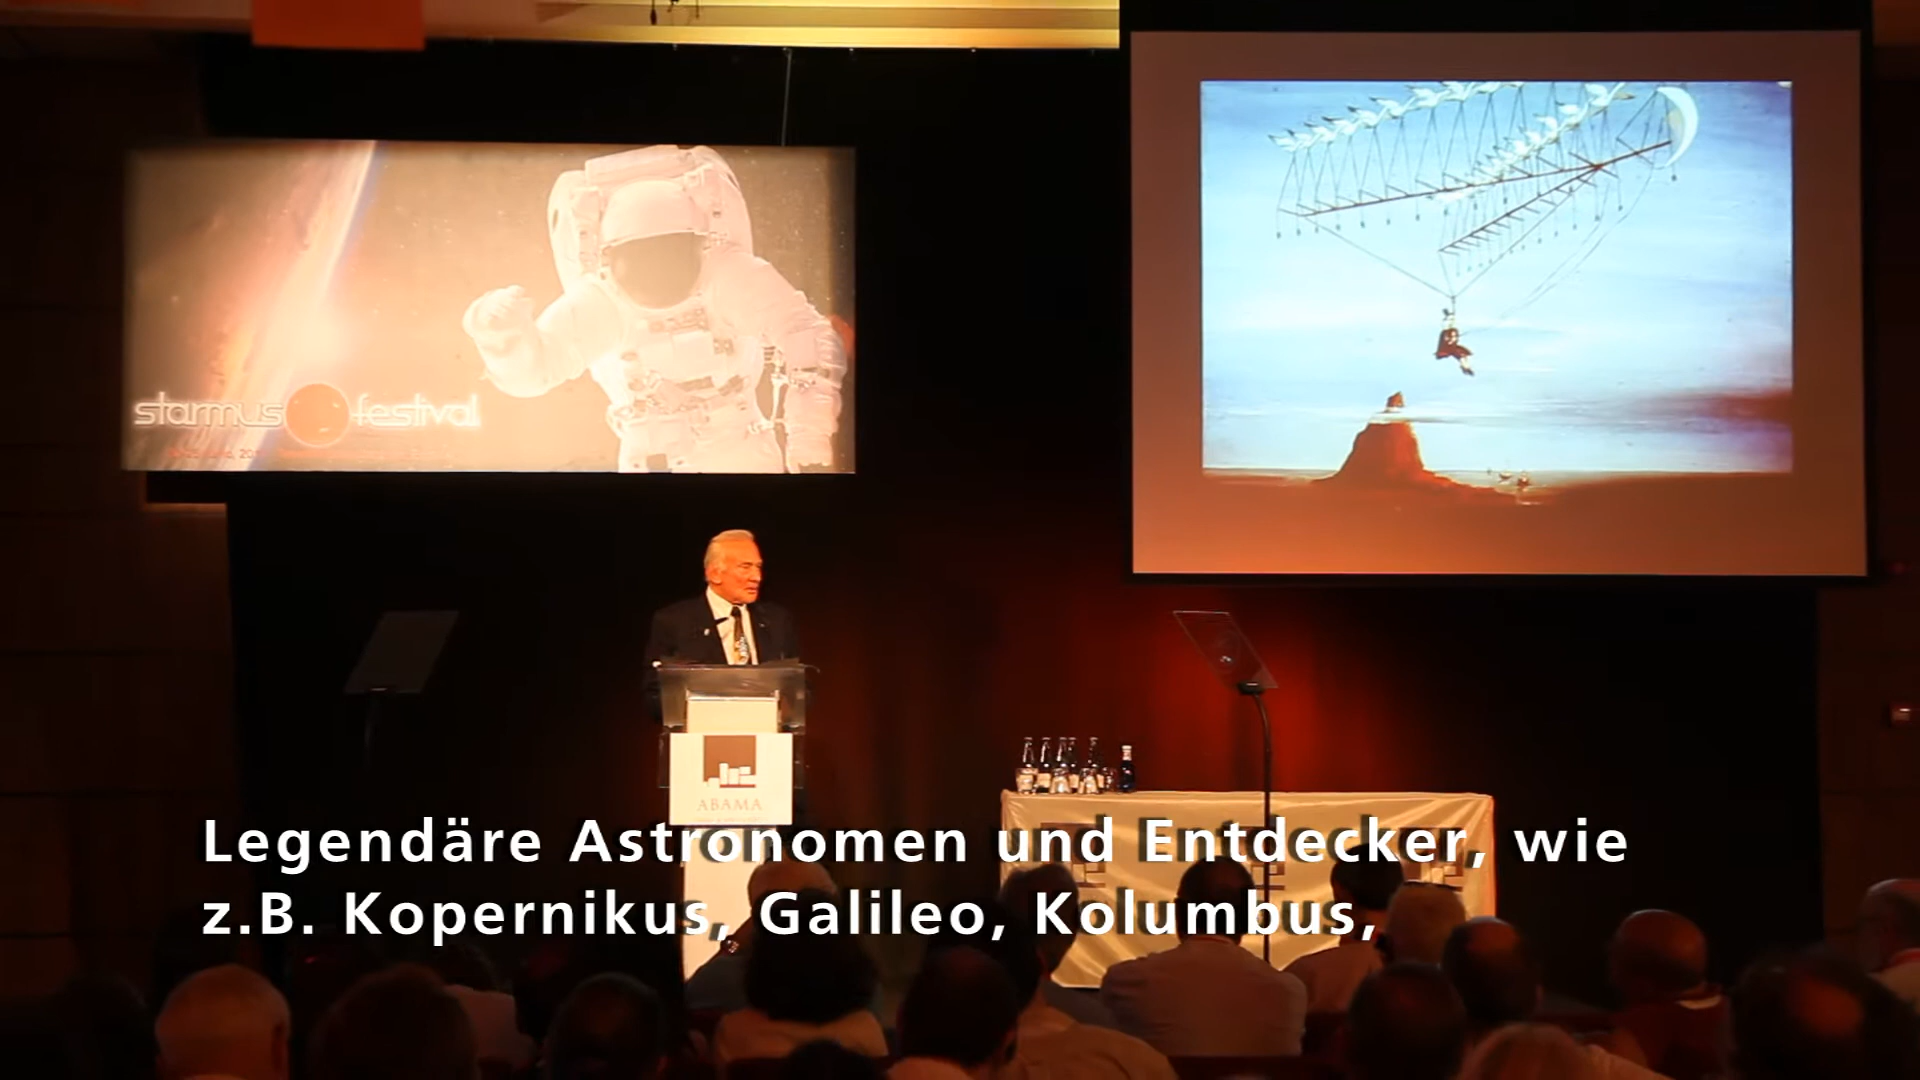 starmus festival
ABAMA
Legendäre Astronomen und Entdecker, wie
z.B. Kopernikus, Galileo, Kolumbus,